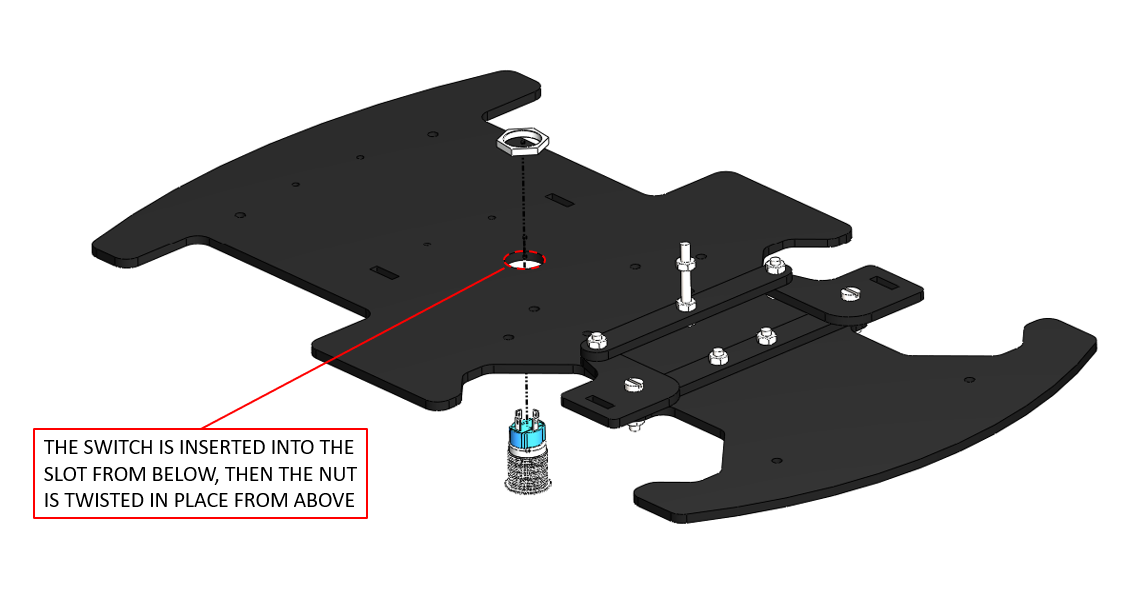 THE SWITCH IS INSERTED INTO THE
SLOT FROM BELOW, THEN THE NUT
IS TWISTED IN PLACE FROM ABOVE